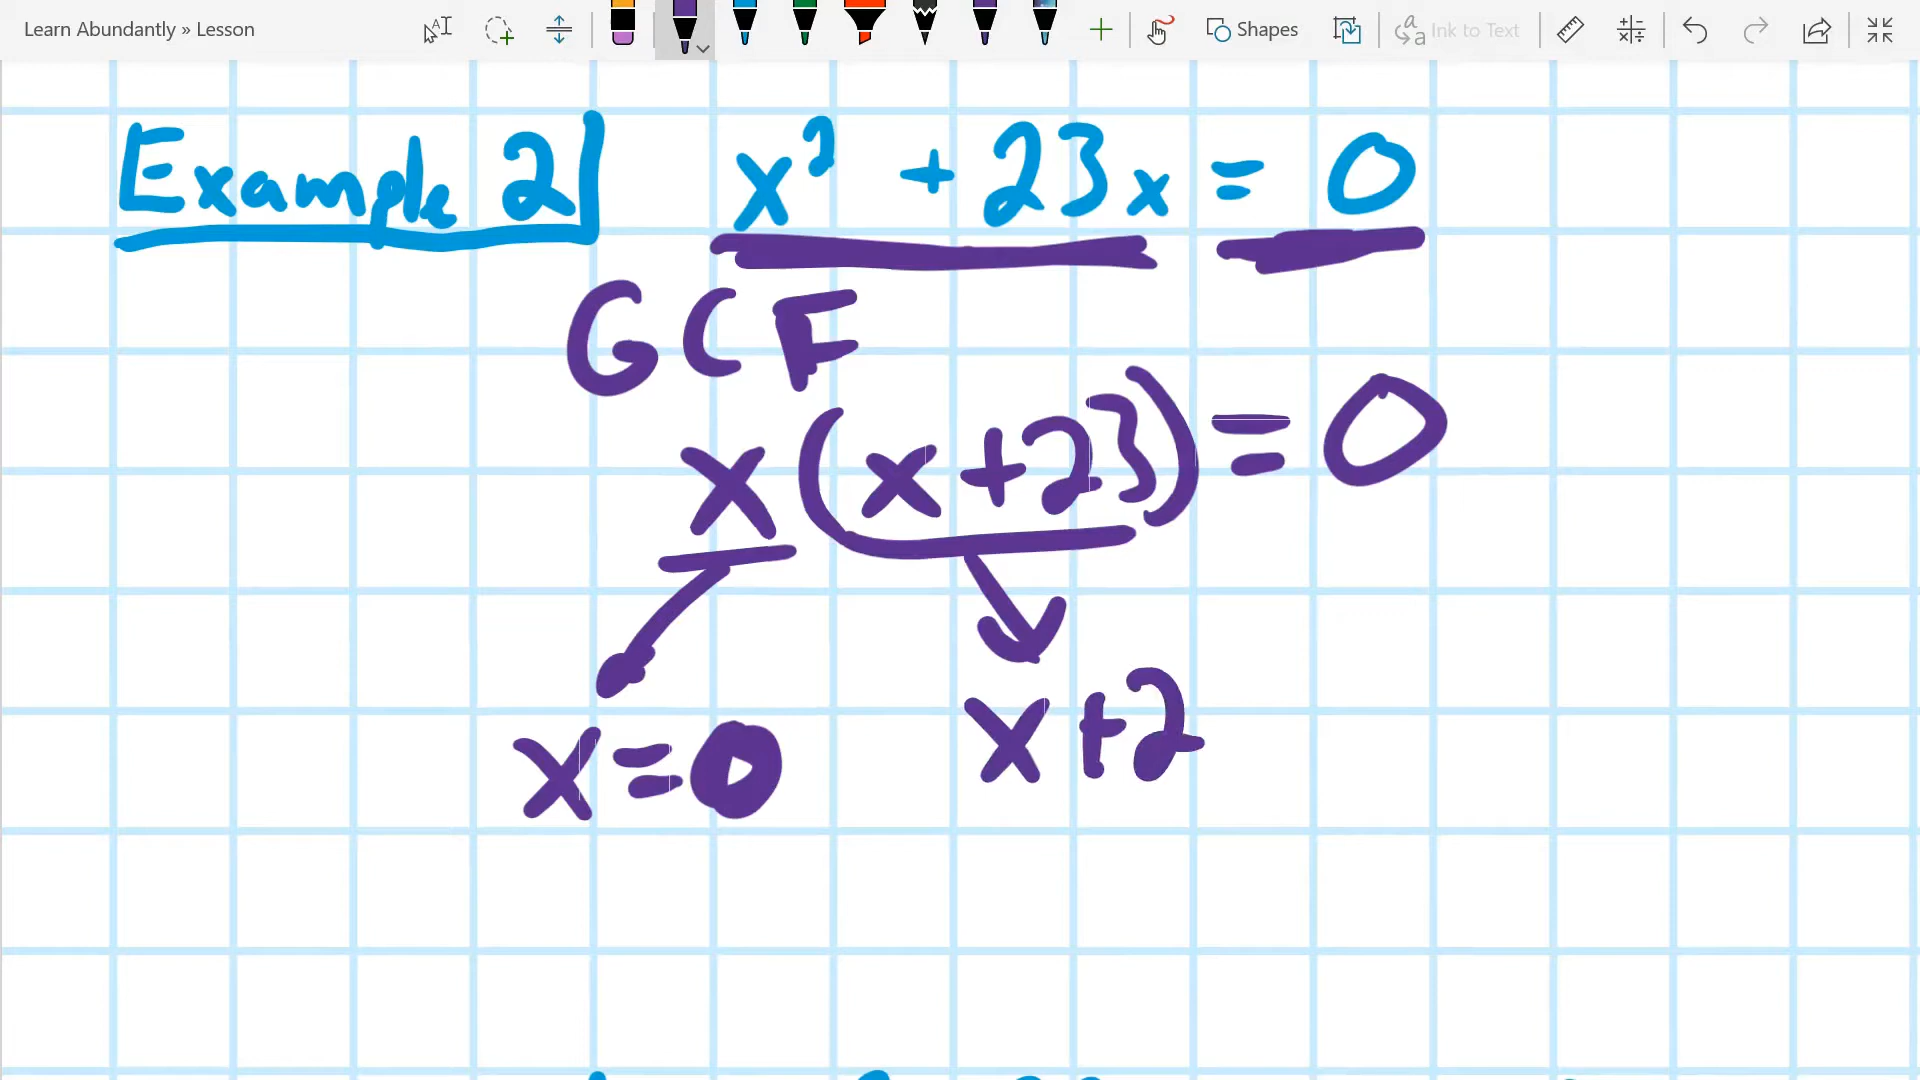 Learn Abundantly » Lesson
Shapes
Ink to Text
Example 2 x² + 23x = 0
GCF
x(x+23)=0
x=0 x+2